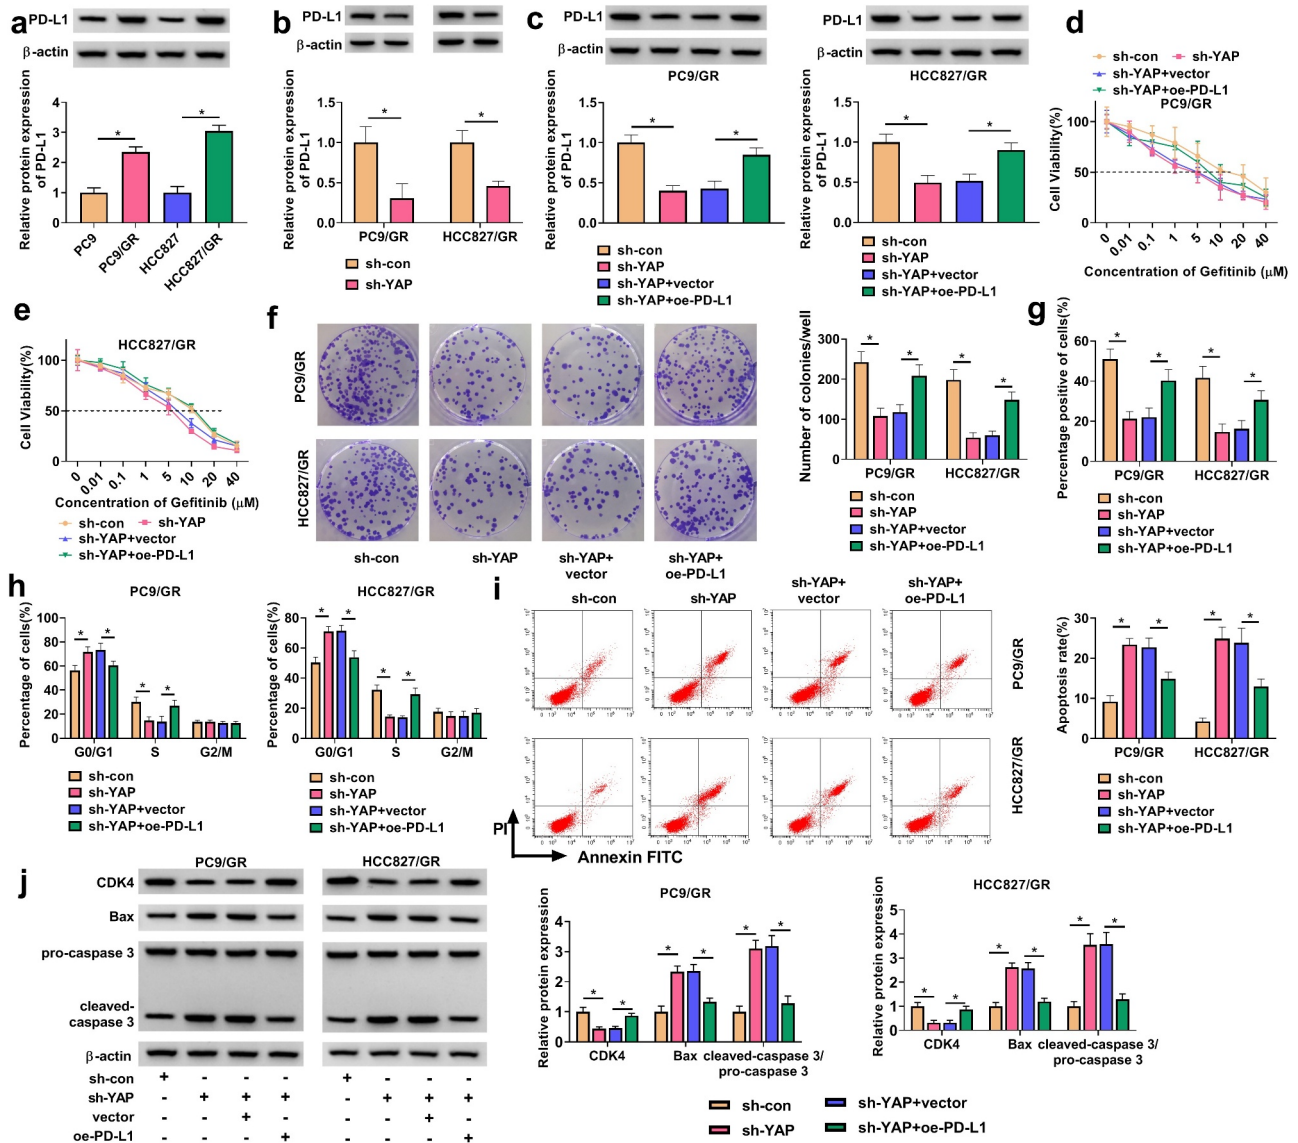 a
PD-L1
β-actin
Relative protein expression
of PD-L1
4
3
2
1
0
*
*
PC9
PC9/GR
HCC827
HCC827/GR
b
PD-L1
β-actin
Relative protein expression
of PD-L1
1.5
1.0
0.5
0.0
*
*
PC9/GR
HCC827/GR
sh-con
sh-YAP
c
PD-L1
β-actin
PC9/GR
Relative protein expression
of PD-L1
1.5
1.0
0.5
0.0
*
*
sh-con
sh-YAP
sh-YAP+vector
sh-YAP+oe-PD-L1
PD-L1
β-actin
HCC827/GR
Relative protein expression
of PD-L1
1.5
1.0
0.5
0.0
*
*
sh-con
sh-YAP
sh-YAP+vector
sh-YAP+oe-PD-L1
d
sh-con
sh-YAP
sh-YAP+vector
sh-YAP+oe-PD-L1
PC9/GR
Cell Viability(%)
100
50
0
0 0.01 0.1 1 5 10 20 40
Concentration of Gefitinib (μM)
e
HCC827/GR
Cell Viability(%)
100
50
0
0 0.01 0.1 1 5 10 20 40
Concentration of Gefitinib (μM)
sh-con
sh-YAP
sh-YAP+vector
sh-YAP+oe-PD-L1
f
PC9/GR
HCC827/GR
sh-con
sh-YAP
sh-YAP+
vector
sh-YAP+
oe-PD-L1
Number of colonies/well
300
200
100
0
*
*
*
*
PC9/GR
HCC827/GR
sh-con
sh-YAP
sh-YAP+vector
sh-YAP+oe-PD-L1
g
Percentage positive of cells(%)
60
40
20
0
*
*
*
*
PC9/GR
HCC827/GR
sh-con
sh-YAP
sh-YAP+vector
sh-YAP+oe-PD-L1
h
PC9/GR
Percentage of cells(%)
100
80
60
40
20
0
*
*
*
*
G0/G1
S
G2/M
sh-con
sh-YAP
sh-YAP+vector
sh-YAP+oe-PD-L1
HCC827/GR
Percentage of cells(%)
80
60
40
20
0
*
*
*
*
G0/G1
S
G2/M
sh-con
sh-YAP
sh-YAP+vector
sh-YAP+oe-PD-L1
i
sh-con
sh-YAP
sh-YAP+
vector
sh-YAP+
oe-PD-L1
PC9/GR
HCC827/GR
PI
Annexin FITC
Apoptosis rate(%)
30
20
10
0
*
*
*
*
PC9/GR
HCC827/GR
sh-con
sh-YAP
sh-YAP+vector
sh-YAP+oe-PD-L1
j
PC9/GR
HCC827/GR
CDK4
Bax
pro-caspase 3
cleaved-
caspase 3
β-actin
sh-con + - - - + - - -
sh-YAP - + + + - + + +
vector - - + - - - + -
oe-PD-L1 - - - + - - - +
PC9/GR
Relative protein expression
4
3
2
1
0
*
*
*
*
*
*
CDK4
Bax
cleaved-caspase 3/
pro-caspase 3
HCC827/GR
Relative protein expression
5
4
3
2
1
0
*
*
*
*
*
*
CDK4
Bax
cleaved-caspase 3/
pro-caspase 3
sh-con
sh-YAP
sh-YAP+vector
sh-YAP+oe-PD-L1